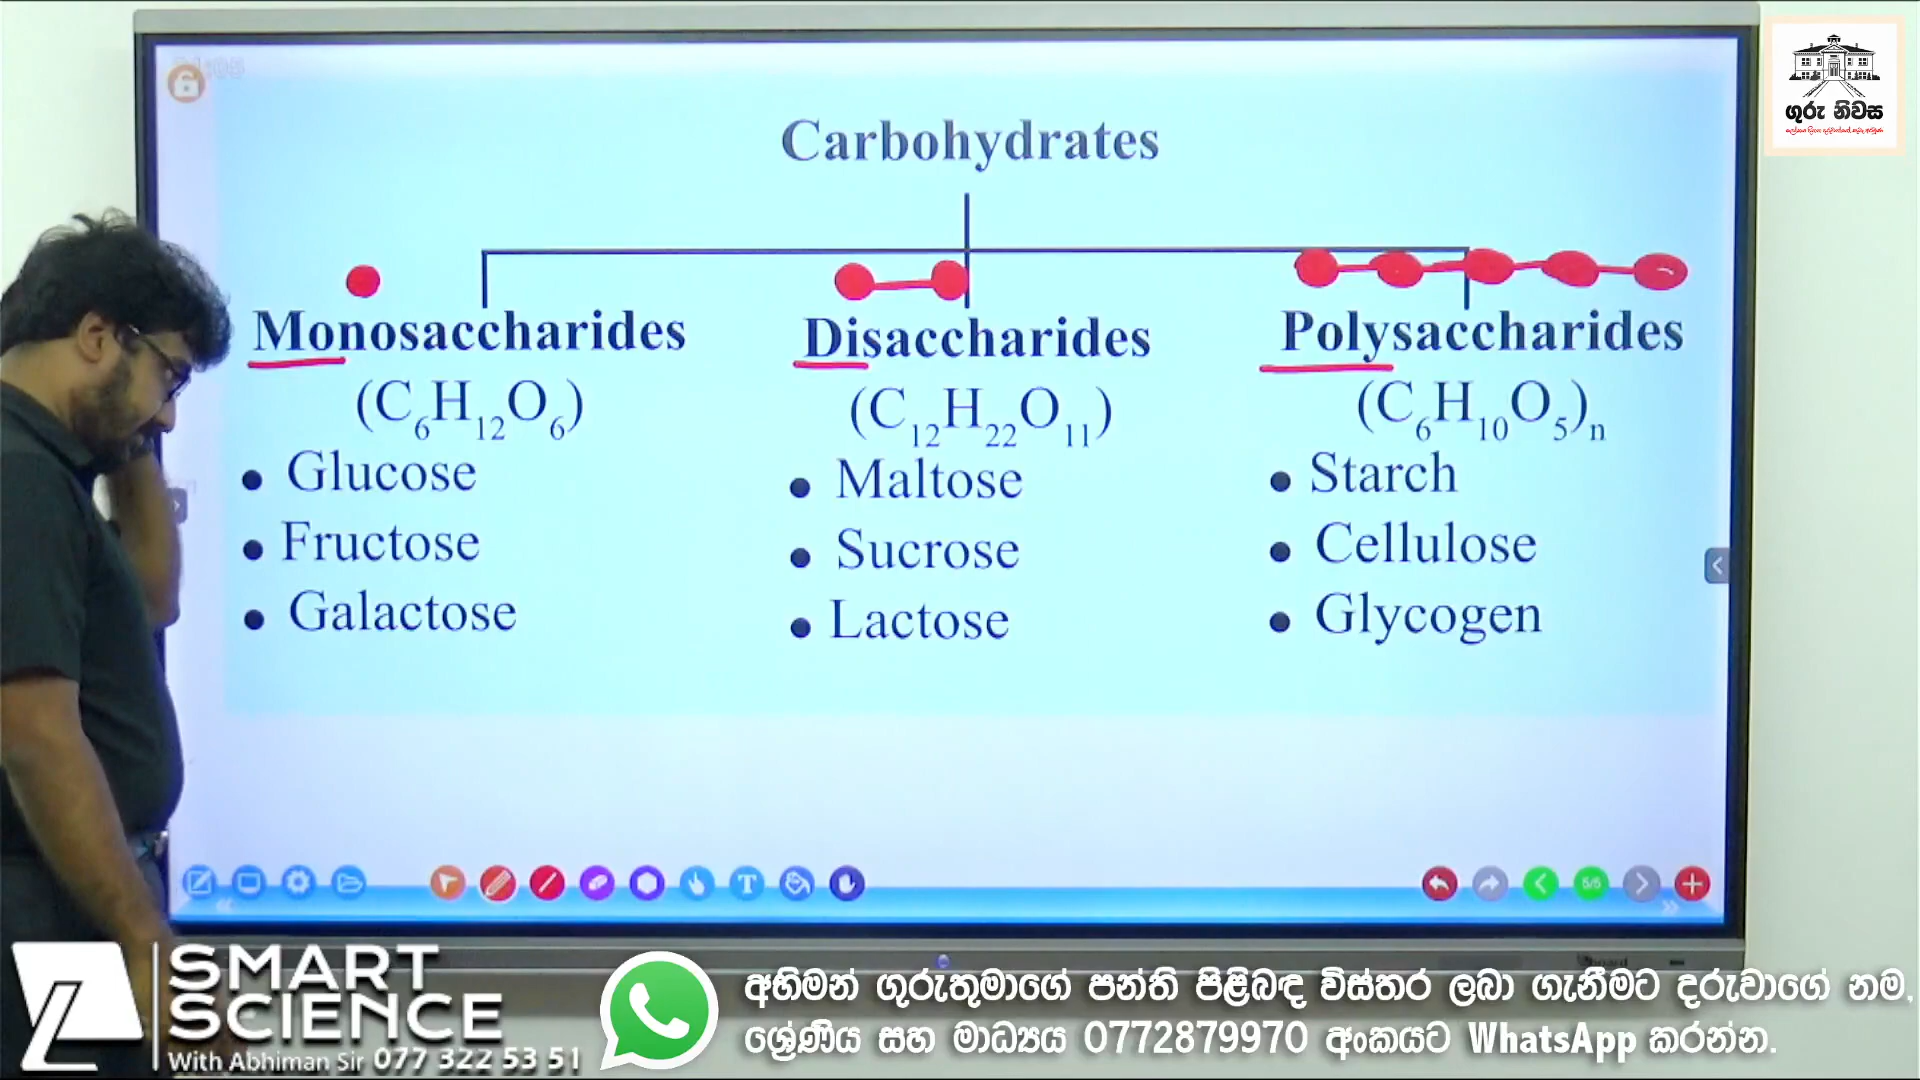 ගුරු නිවස
Carbohydrates
Monosaccharides
(C₆H₁₂O₆)
• Glucose
• Fructose
• Galactose
Disaccharides
(C₁₂H₂₂O₁₁)
• Maltose
• Sucrose
• Lactose
Polysaccharides
(C₆H₁₀O₅)ₙ
• Starch
• Cellulose
• Glycogen
T
5/5
SMART
SCIENCE
With Abhiman Sir 077 322 53 51
අභිමන් ගුරුතුමාගේ පන්ති පිළිබඳ විස්තර ලබා ගැනීමට දරුවාගේ නම,
ශ්‍රේණිය සහ මාධ්‍යය 0772879970 අංකයට WhatsApp කරන්න.